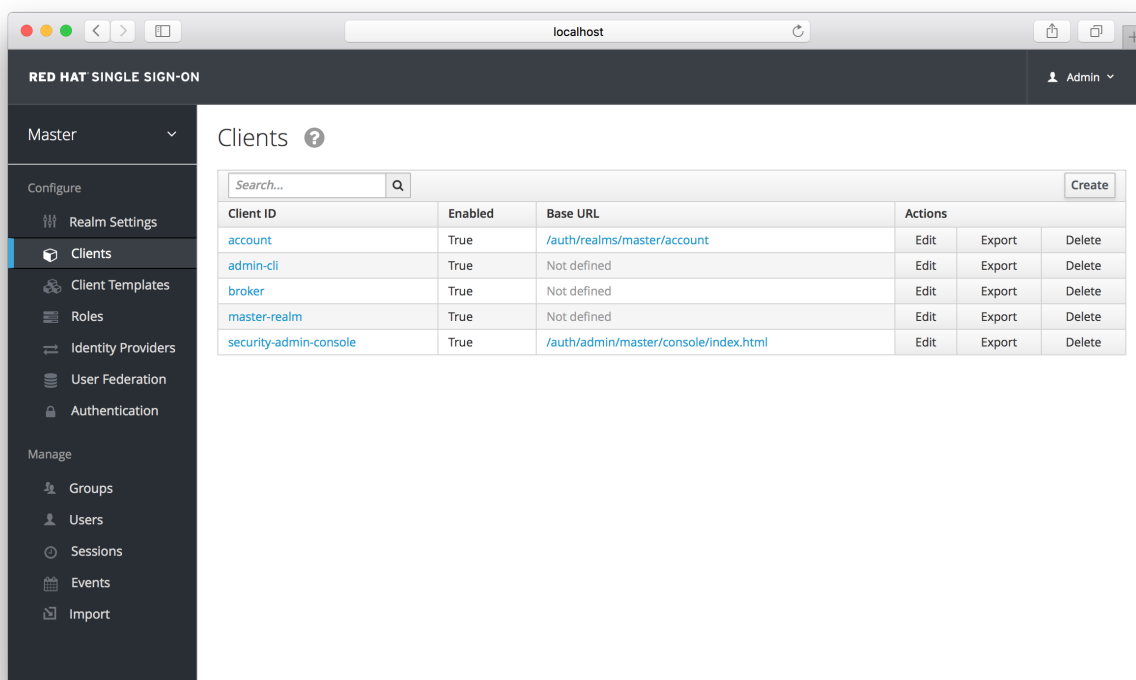 localhost
RED HAT SINGLE SIGN-ON
Admin
Master
Configure
Realm Settings
Clients
Client Templates
Roles
Identity Providers
User Federation
Authentication
Manage
Groups
Users
Sessions
Events
Import
Clients ?
Search... Create
Client ID Enabled Base URL Actions
account True /auth/realms/master/account Edit Export Delete
admin-cli True Not defined Edit Export Delete
broker True Not defined Edit Export Delete
master-realm True Not defined Edit Export Delete
security-admin-console True /auth/admin/master/console/index.html Edit Export Delete